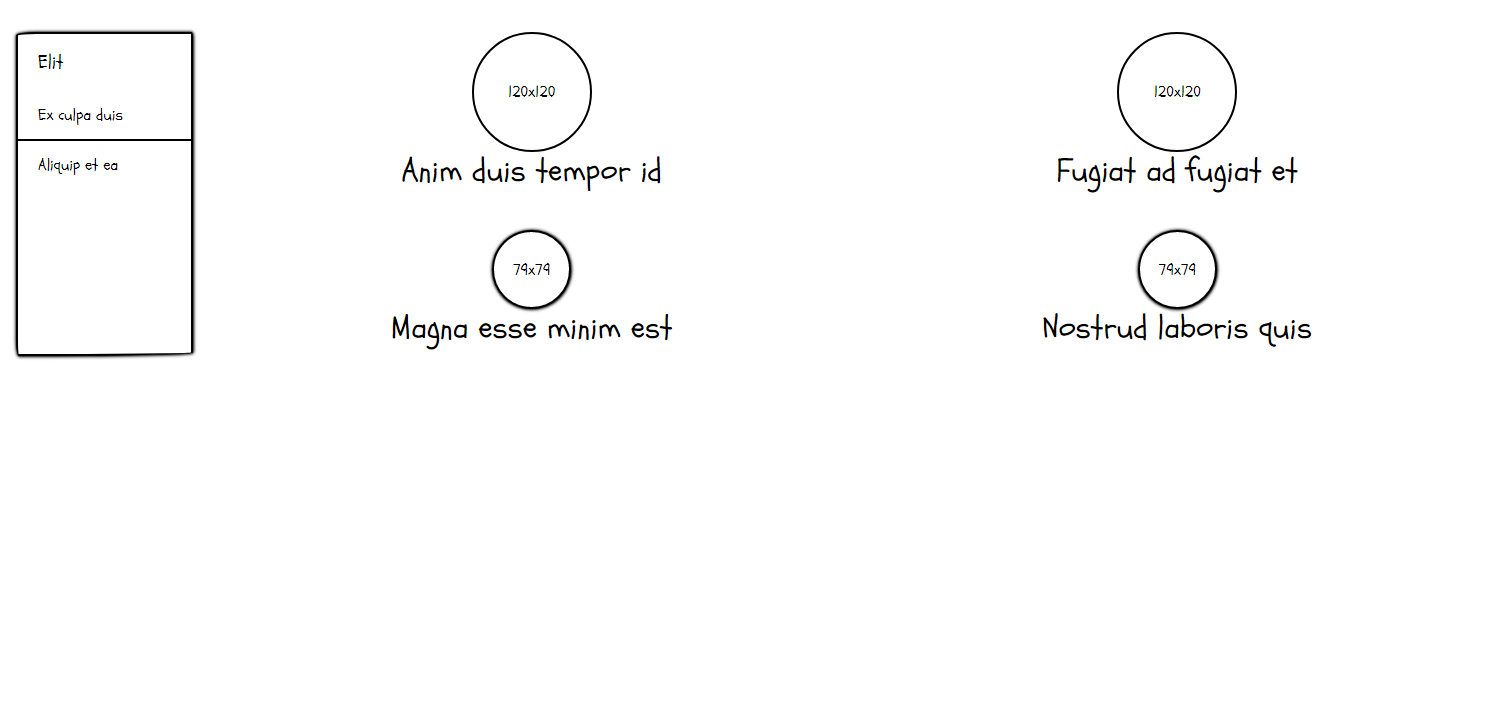 Elit
Ex culpa duis
Aliquip et ea
120x120
Anim duis tempor id
120x120
Fugiat ad fugiat et
79x79
Magna esse minim est
79x79
Nostrud laboris quis